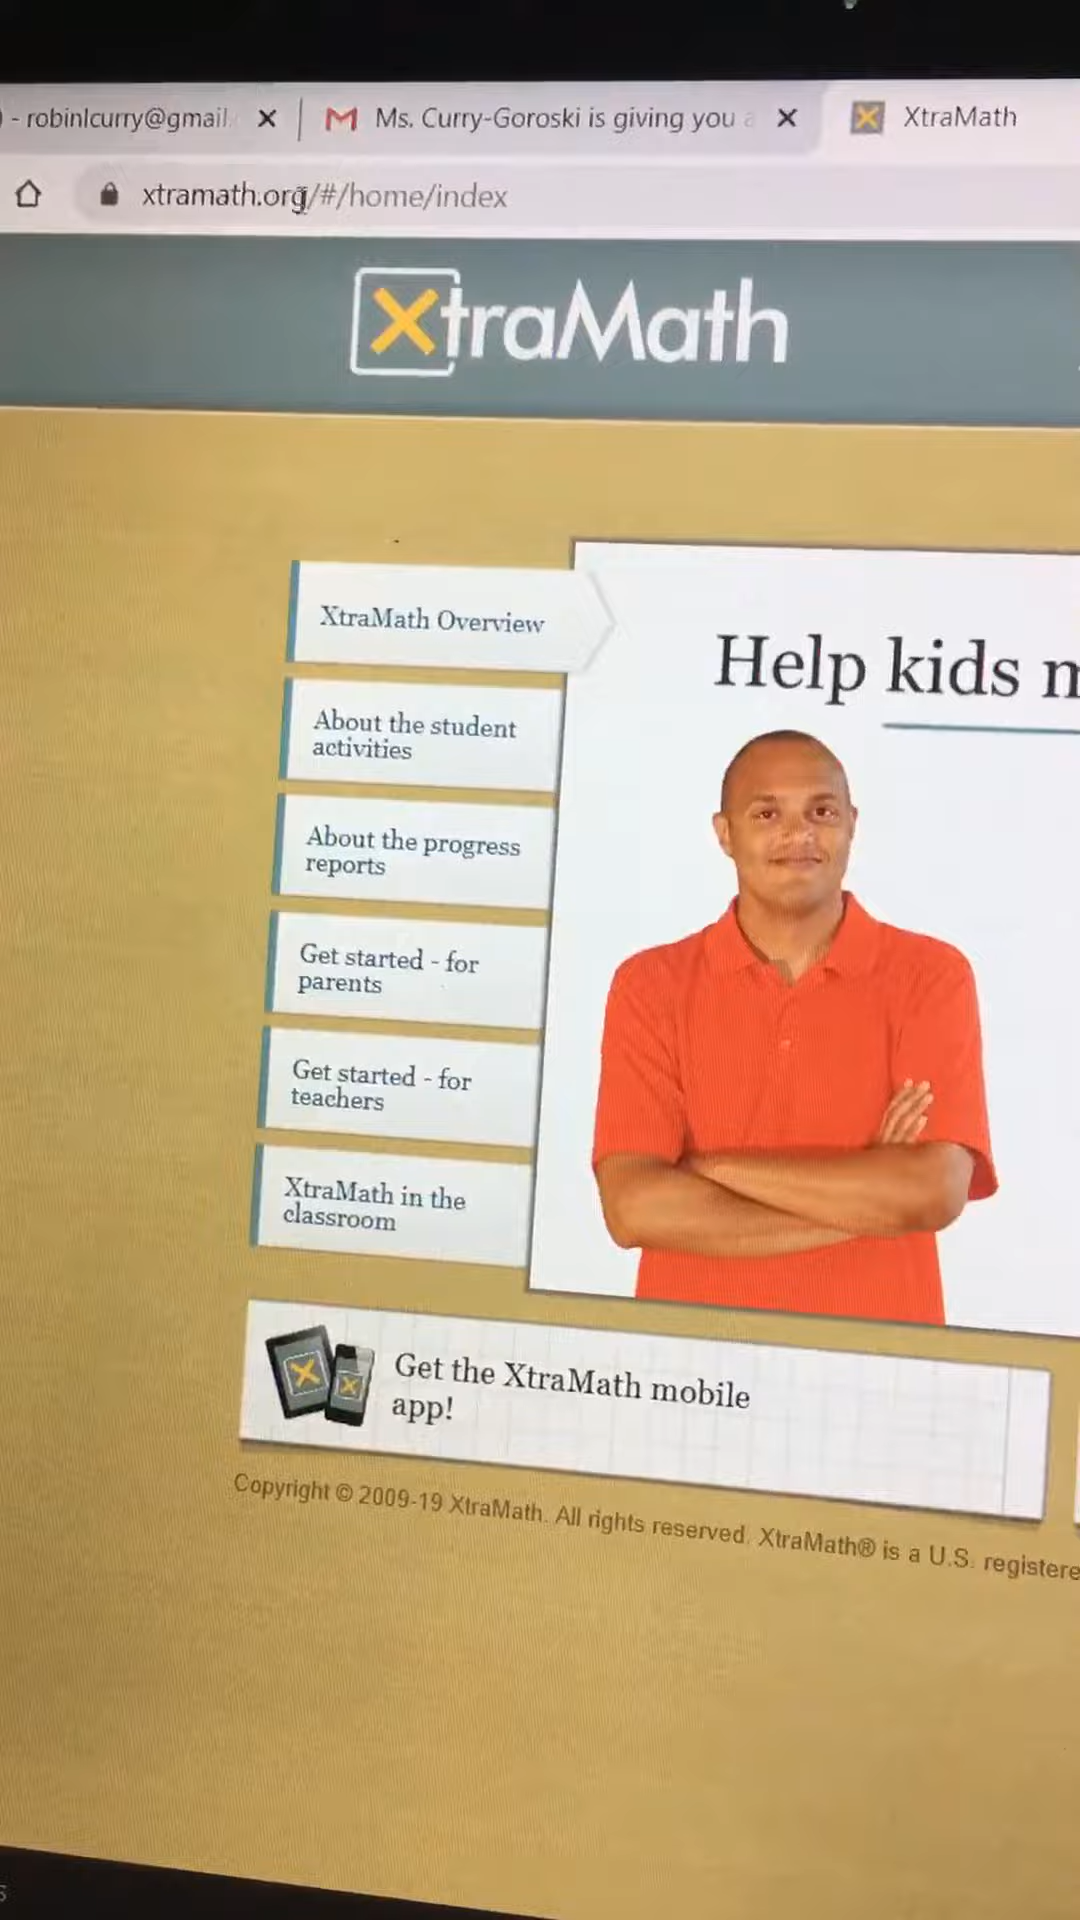 - robinlcurry@gmail.
Ms. Curry-Goroski is giving you a
XtraMath
xtramath.org/#/home/index
XtraMath
XtraMath Overview
Help kids m
About the student
activities
About the progress
reports
Get started - for
parents
Get started - for
teachers
XtraMath in the
classroom
Get the XtraMath mobile
app!
Copyright © 2009-19 XtraMath. All rights reserved. XtraMath® is a U.S. registere